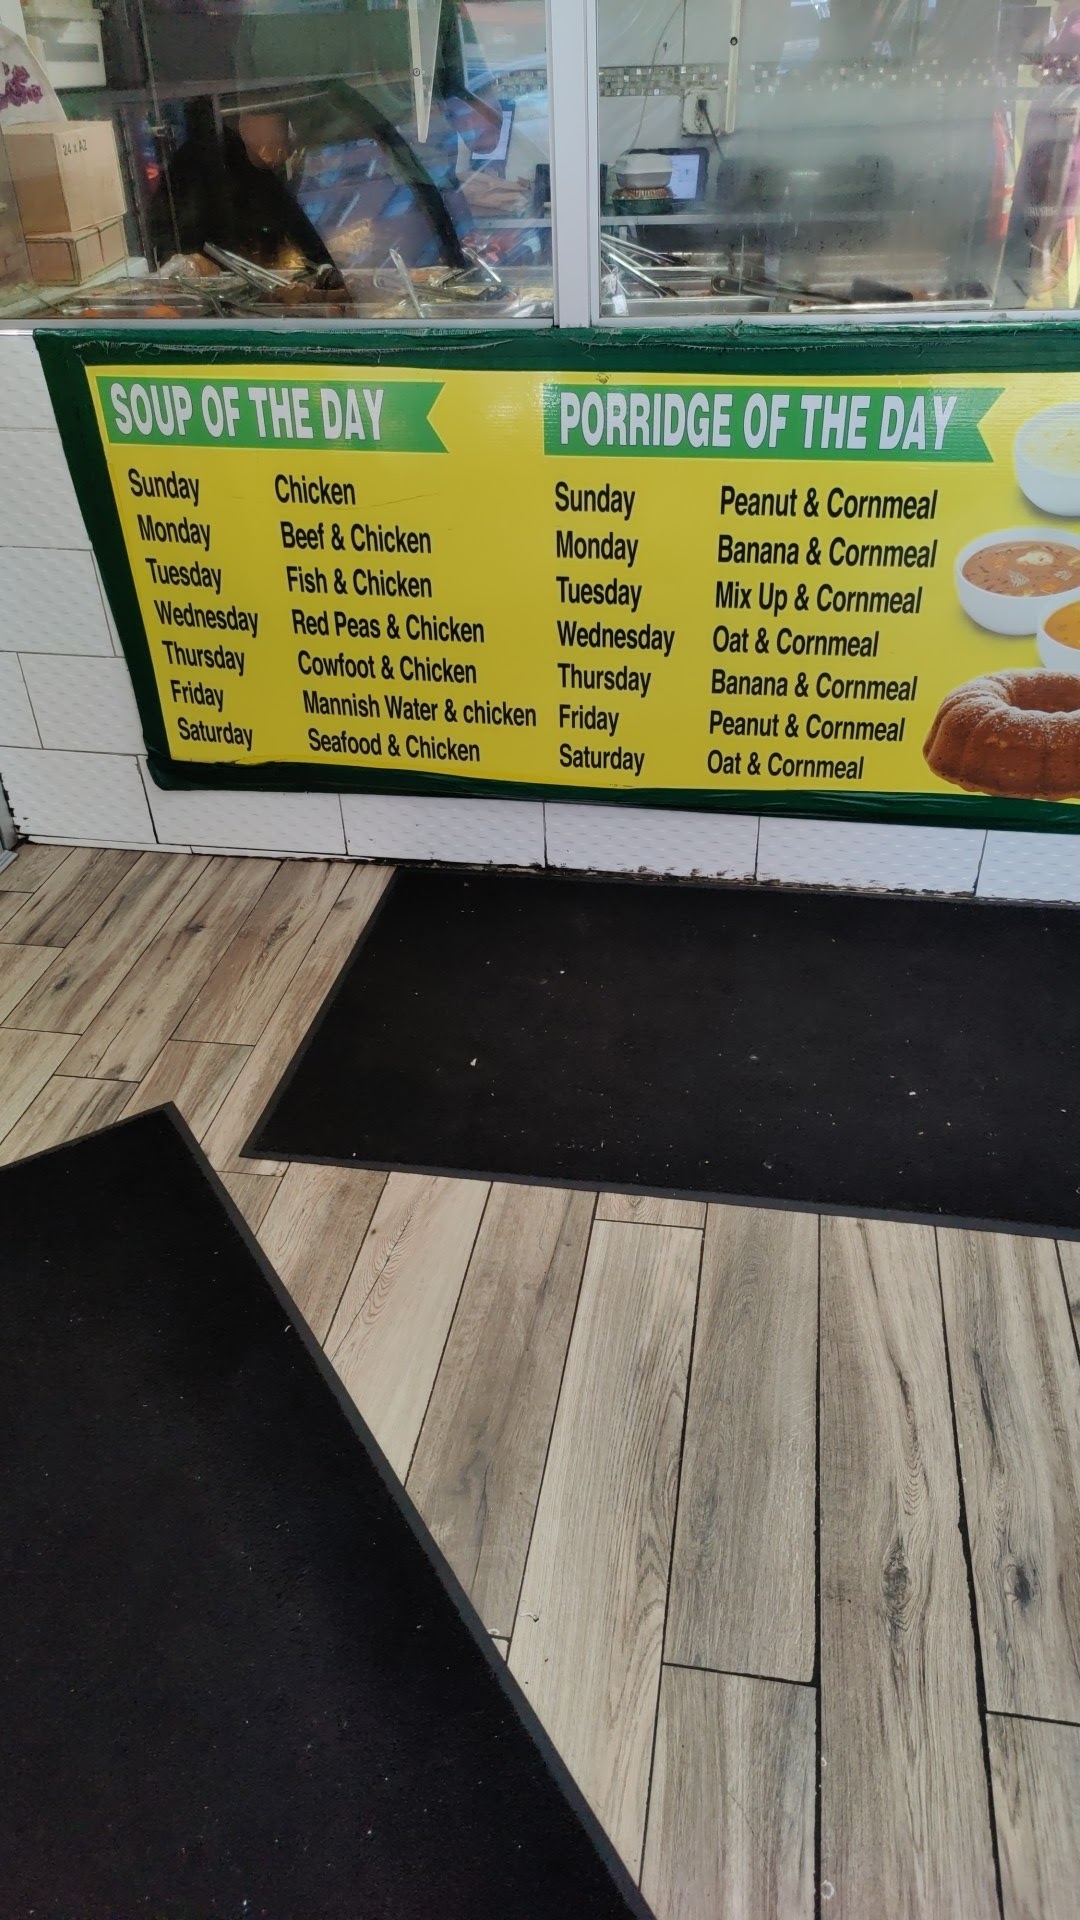 24 x A2
SOUP OF THE DAY
Sunday Chicken
Monday Beef & Chicken
Tuesday Fish & Chicken
Wednesday Red Peas & Chicken
Thursday Cowfoot & Chicken
Friday Mannish Water & chicken
Saturday Seafood & Chicken
PORRIDGE OF THE DAY
Sunday Peanut & Cornmeal
Monday Banana & Cornmeal
Tuesday Mix Up & Cornmeal
Wednesday Oat & Cornmeal
Thursday Banana & Cornmeal
Friday Peanut & Cornmeal
Saturday Oat & Cornmeal